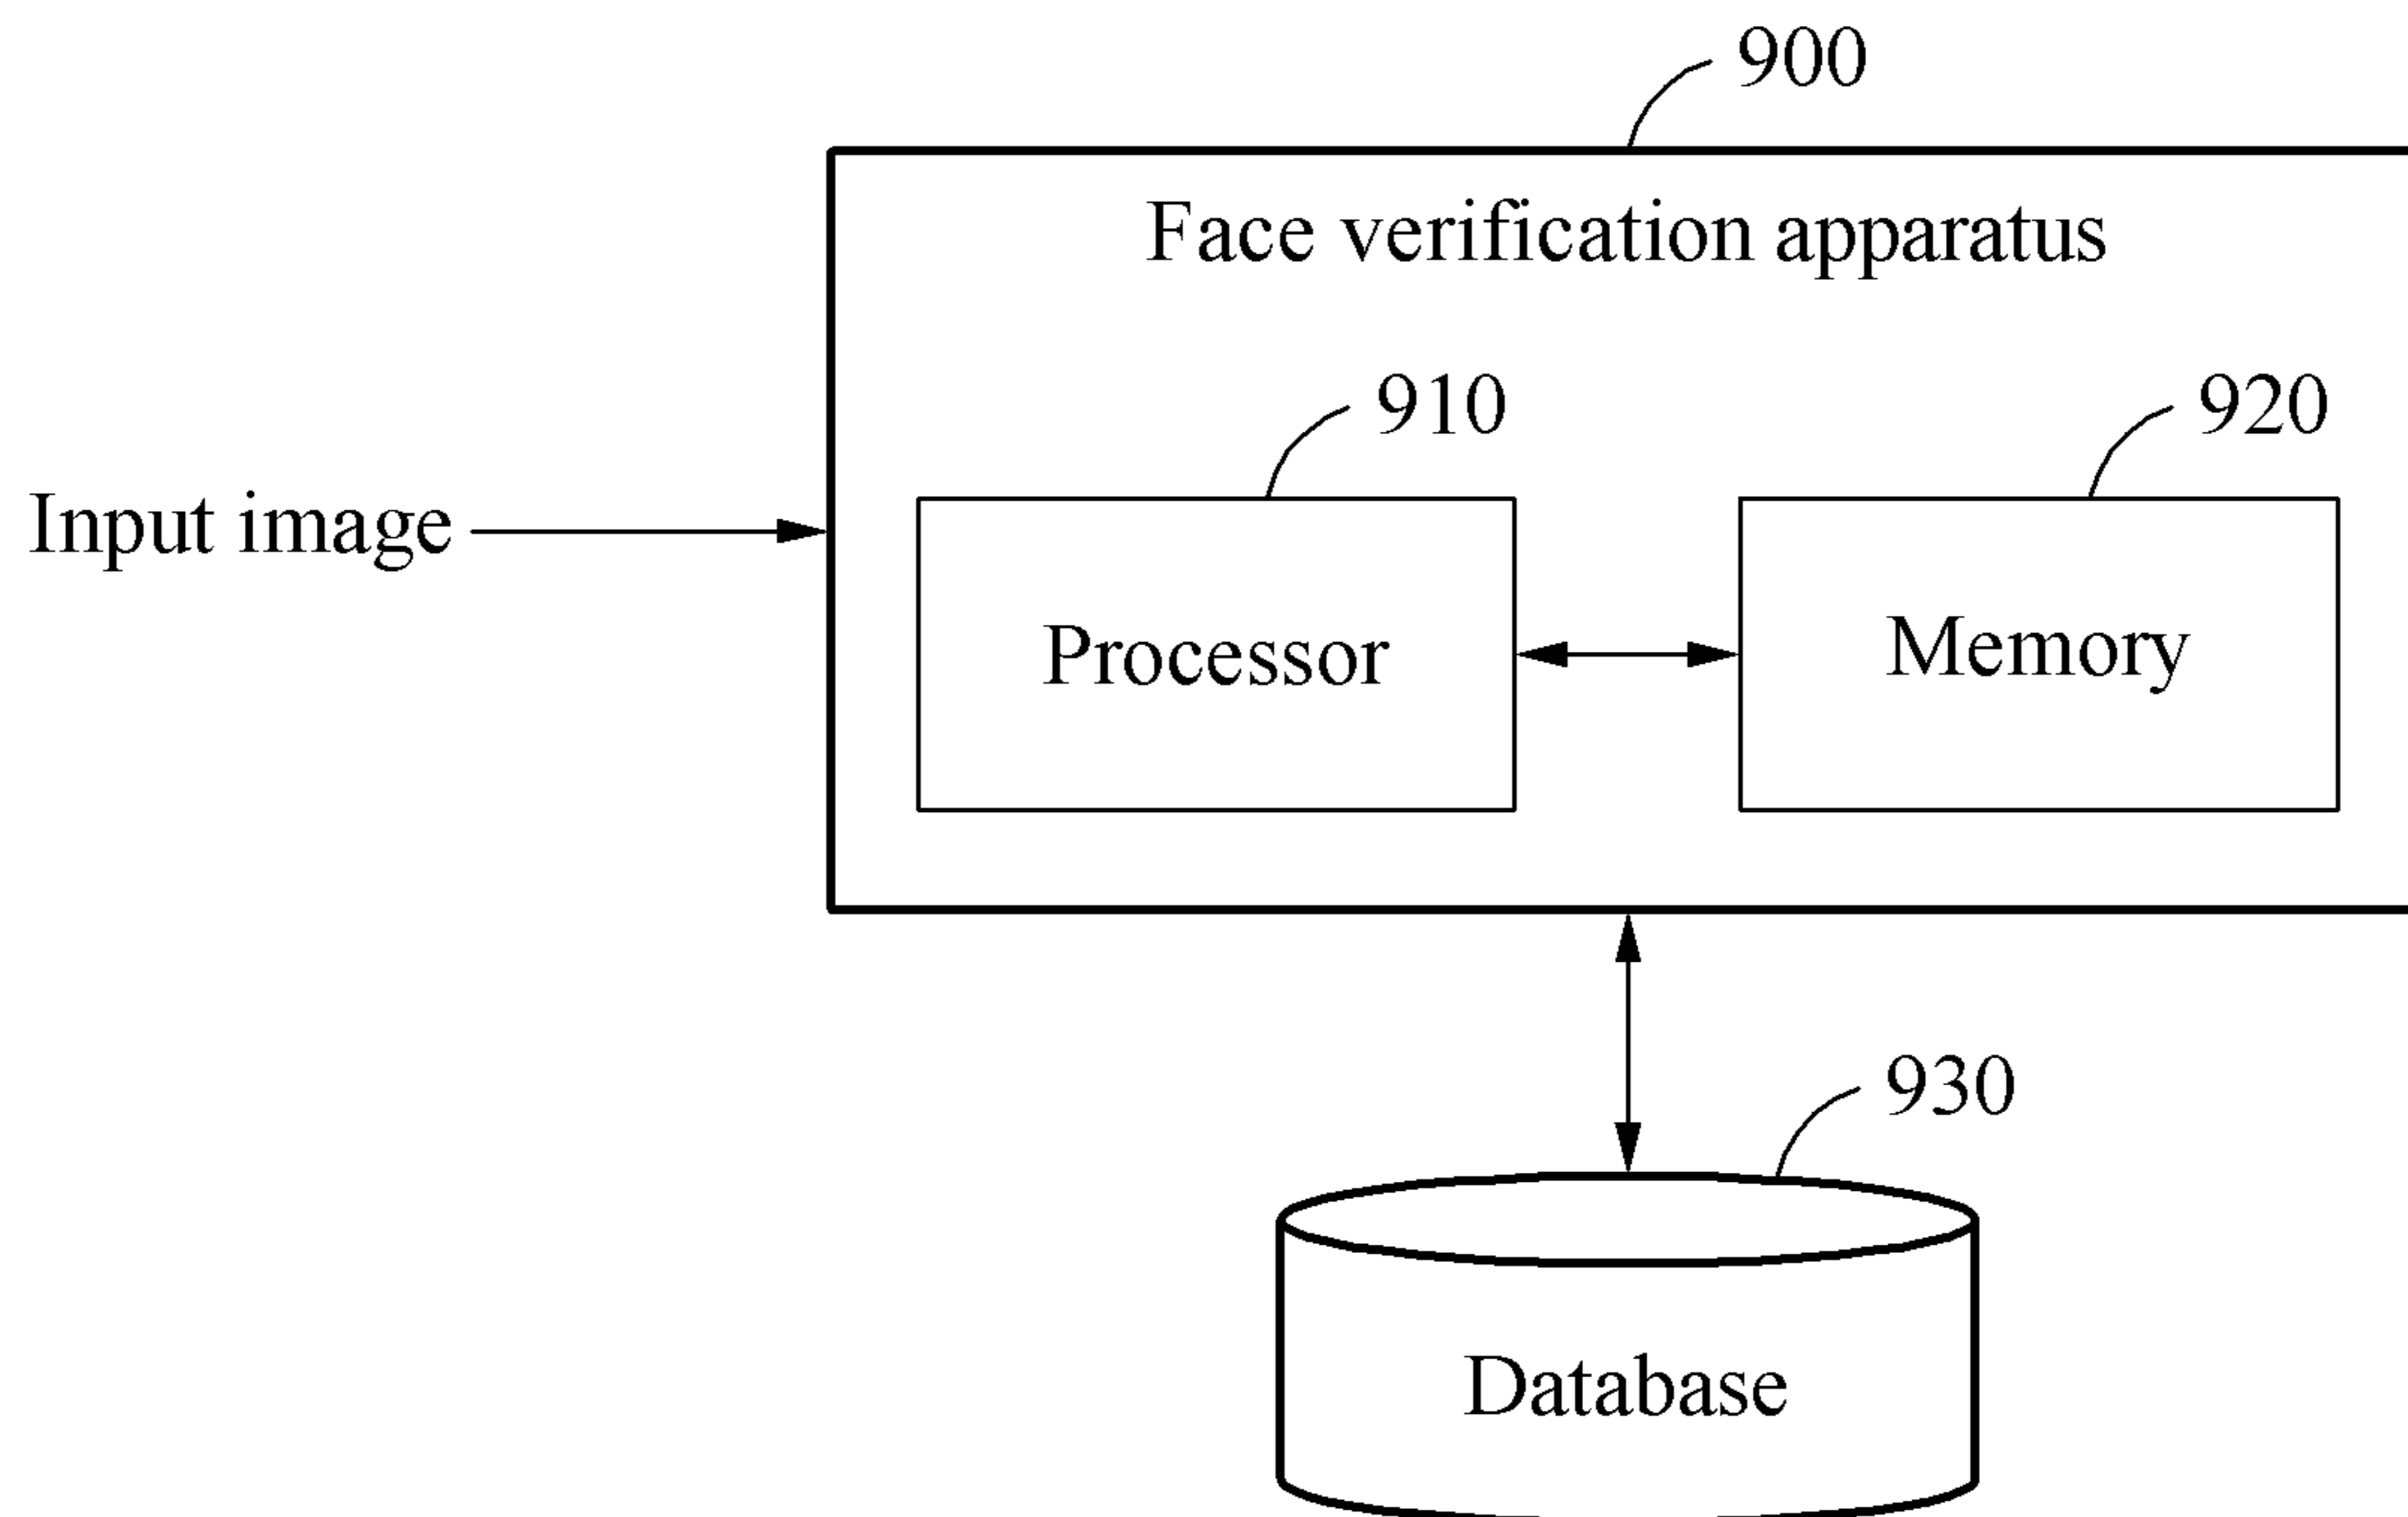 900
Face verification apparatus
910
920
Input image
Processor
Memory
930
Database